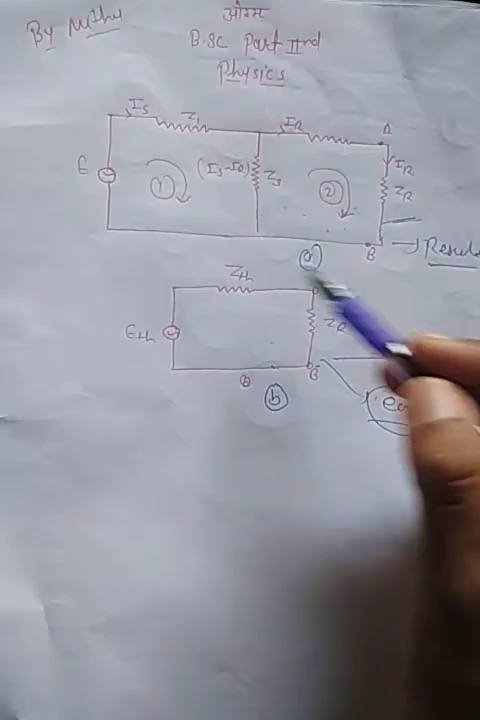 By Mithu
ओ३म
B.SC Part IInd
Physics
Is
Z1
IR
A
E
1
(Is-IR)
Z3
2
IR
ZR
B
→ Result
a
Zth
Eth
ZR
B
b